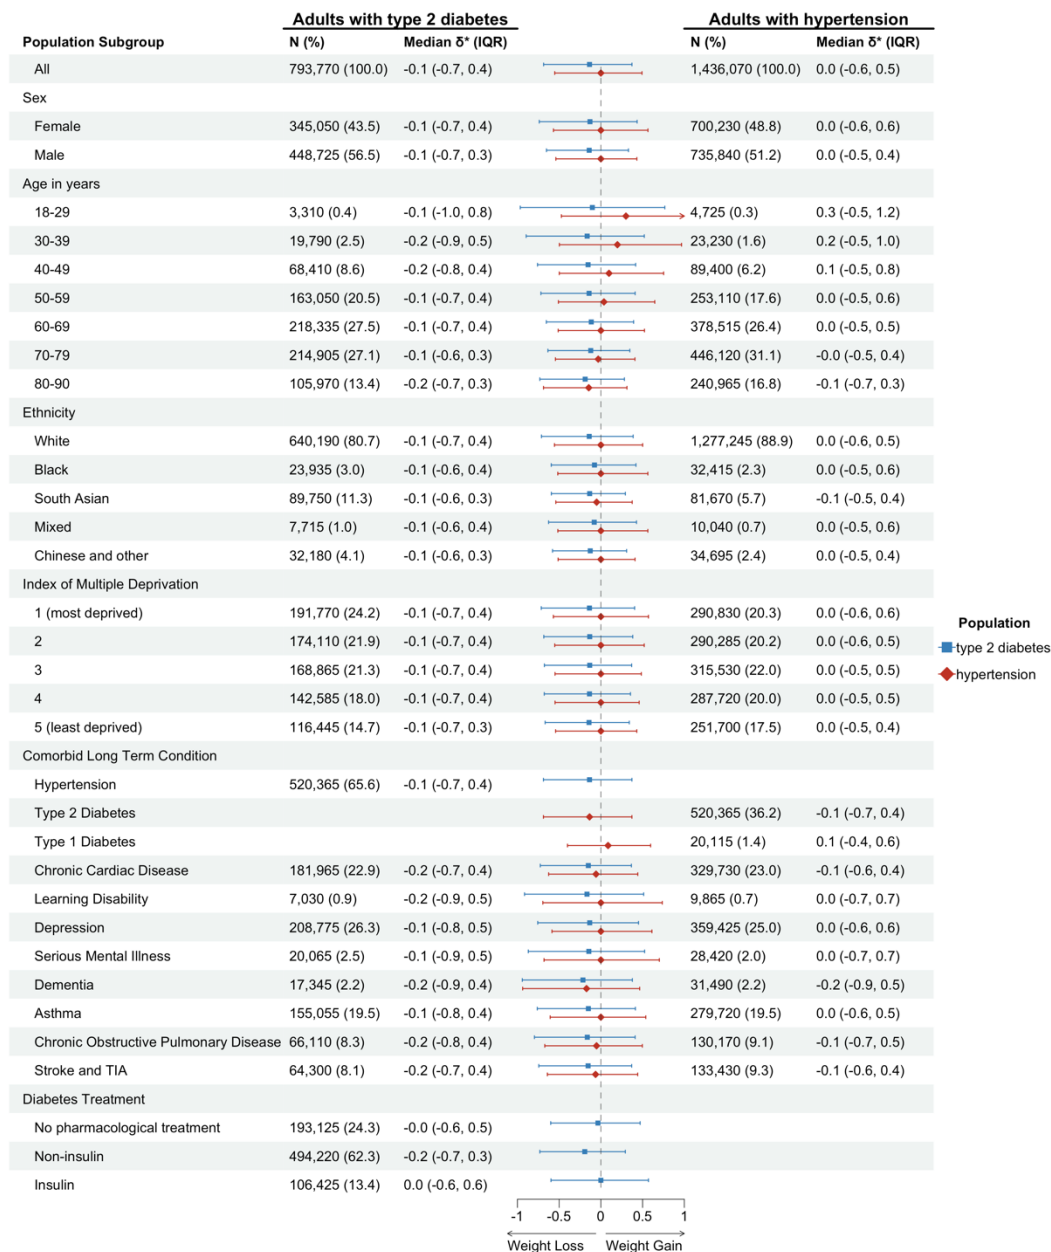 Adults with type 2 diabetes Adults with hypertension
Population Subgroup N (%) Median δ* (IQR) N (%) Median δ* (IQR)
All 793,770 (100.0) -0.1 (-0.7, 0.4) 1,436,070 (100.0) 0.0 (-0.6, 0.5)
Sex
Female 345,050 (43.5) -0.1 (-0.7, 0.4) 700,230 (48.8) 0.0 (-0.6, 0.6)
Male 448,725 (56.5) -0.1 (-0.7, 0.3) 735,840 (51.2) 0.0 (-0.5, 0.4)
Age in years
18-29 3,310 (0.4) -0.1 (-1.0, 0.8) 4,725 (0.3) 0.3 (-0.5, 1.2)
30-39 19,790 (2.5) -0.2 (-0.9, 0.5) 23,230 (1.6) 0.2 (-0.5, 1.0)
40-49 68,410 (8.6) -0.2 (-0.8, 0.4) 89,400 (6.2) 0.1 (-0.5, 0.8)
50-59 163,050 (20.5) -0.1 (-0.7, 0.4) 253,110 (17.6) 0.0 (-0.5, 0.6)
60-69 218,335 (27.5) -0.1 (-0.7, 0.4) 378,515 (26.4) 0.0 (-0.5, 0.5)
70-79 214,905 (27.1) -0.1 (-0.6, 0.3) 446,120 (31.1) -0.0 (-0.5, 0.4)
80-90 105,970 (13.4) -0.2 (-0.7, 0.3) 240,965 (16.8) -0.1 (-0.7, 0.3)
Ethnicity
White 640,190 (80.7) -0.1 (-0.7, 0.4) 1,277,245 (88.9) 0.0 (-0.6, 0.5)
Black 23,935 (3.0) -0.1 (-0.6, 0.4) 32,415 (2.3) 0.0 (-0.5, 0.6)
South Asian 89,750 (11.3) -0.1 (-0.6, 0.3) 81,670 (5.7) -0.1 (-0.5, 0.4)
Mixed 7,715 (1.0) -0.1 (-0.6, 0.4) 10,040 (0.7) 0.0 (-0.5, 0.6)
Chinese and other 32,180 (4.1) -0.1 (-0.6, 0.3) 34,695 (2.4) 0.0 (-0.5, 0.4)
Index of Multiple Deprivation
1 (most deprived) 191,770 (24.2) -0.1 (-0.7, 0.4) 290,830 (20.3) 0.0 (-0.6, 0.6)
2 174,110 (21.9) -0.1 (-0.7, 0.4) 290,285 (20.2) 0.0 (-0.6, 0.5)
3 168,865 (21.3) -0.1 (-0.7, 0.4) 315,530 (22.0) 0.0 (-0.5, 0.5)
4 142,585 (18.0) -0.1 (-0.7, 0.4) 287,720 (20.0) 0.0 (-0.5, 0.5)
5 (least deprived) 116,445 (14.7) -0.1 (-0.7, 0.3) 251,700 (17.5) 0.0 (-0.5, 0.4)
Population
type 2 diabetes
hypertension
Comorbid Long Term Condition
Hypertension 520,365 (65.6) -0.1 (-0.7, 0.4)
Type 2 Diabetes 520,365 (36.2) -0.1 (-0.7, 0.4)
Type 1 Diabetes 20,115 (1.4) 0.1 (-0.4, 0.6)
Chronic Cardiac Disease 181,965 (22.9) -0.2 (-0.7, 0.4) 329,730 (23.0) -0.1 (-0.6, 0.4)
Learning Disability 7,030 (0.9) -0.2 (-0.9, 0.5) 9,865 (0.7) 0.0 (-0.7, 0.7)
Depression 208,775 (26.3) -0.1 (-0.8, 0.5) 359,425 (25.0) 0.0 (-0.6, 0.6)
Serious Mental Illness 20,065 (2.5) -0.1 (-0.9, 0.5) 28,420 (2.0) 0.0 (-0.7, 0.7)
Dementia 17,345 (2.2) -0.2 (-0.9, 0.4) 31,490 (2.2) -0.2 (-0.9, 0.5)
Asthma 155,055 (19.5) -0.1 (-0.8, 0.4) 279,720 (19.5) 0.0 (-0.6, 0.5)
Chronic Obstructive Pulmonary Disease 66,110 (8.3) -0.2 (-0.8, 0.4) 130,170 (9.1) -0.1 (-0.7, 0.5)
Stroke and TIA 64,300 (8.1) -0.2 (-0.7, 0.4) 133,430 (9.3) -0.1 (-0.6, 0.4)
Diabetes Treatment
No pharmacological treatment 193,125 (24.3) -0.0 (-0.6, 0.5)
Non-insulin 494,220 (62.3) -0.2 (-0.7, 0.3)
Insulin 106,425 (13.4) 0.0 (-0.6, 0.6)
-1 -0.5 0 0.5 1
Weight Loss Weight Gain